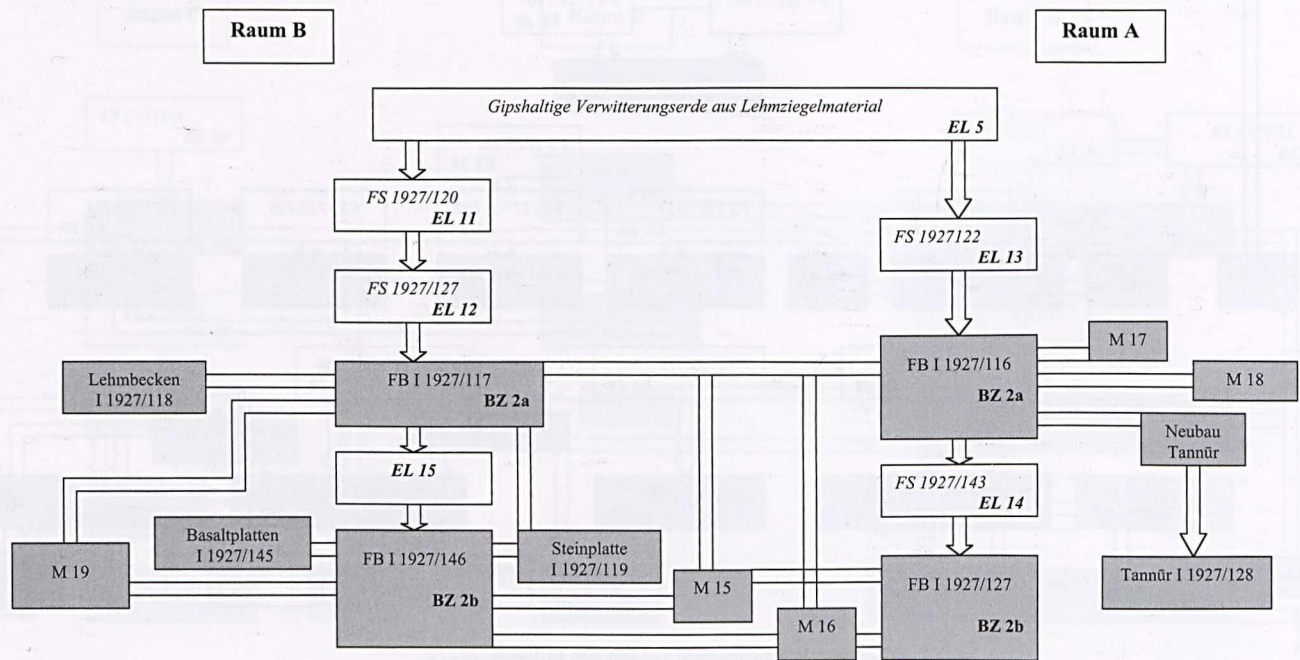 Raum B
Raum A
Gipshaltige Verwitterungserde aus Lehmziegelmaterial
EL 5
FS 1927/120
EL 11
FS 1927122
EL 13
FS 1927/127
EL 12
M 17
FB I 1927/116
BZ 2a
M 18
Lehmbecken
I 1927/118
FB I 1927/117
BZ 2a
Neubau
Tannūr
EL 15
FS 1927/143
EL 14
Basaltplatten
I 1927/145
FB I 1927/146
BZ 2b
Steinplatte
I 1927/119
M 19
M 15
M 16
FB I 1927/127
BZ 2b
Tannūr I 1927/128